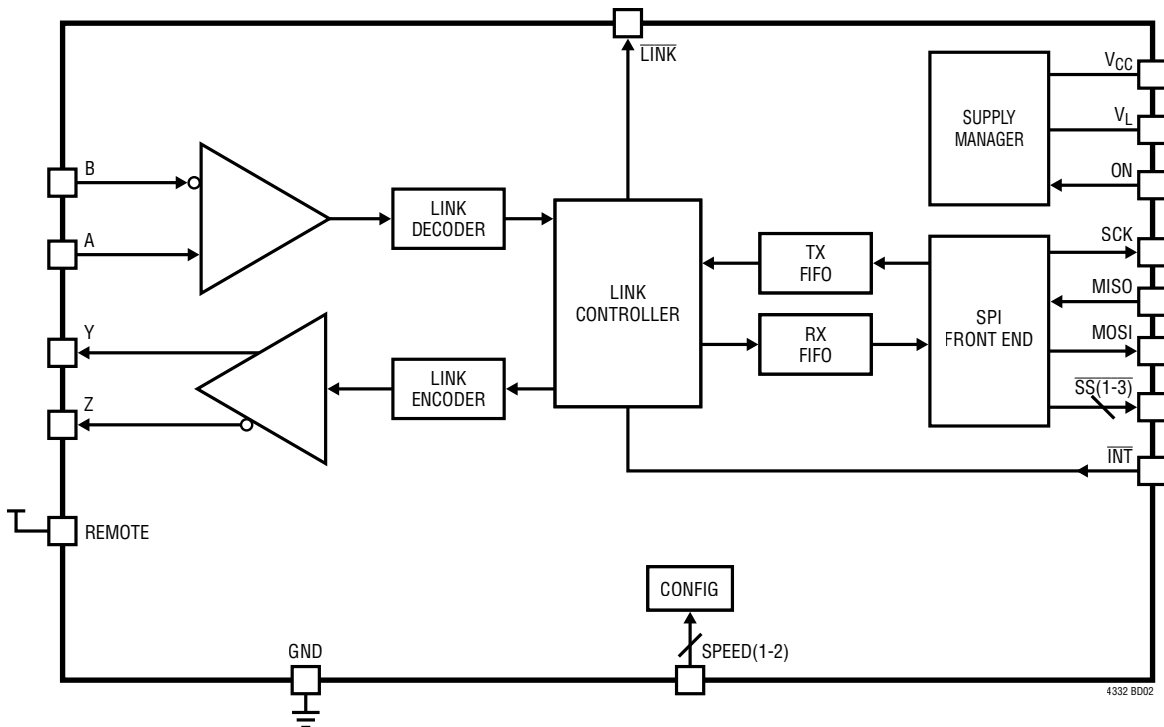 LINK
VCC
SUPPLY
MANAGER
VL
ON
B
LINK
DECODER
A
SCK
TX
FIFO
MISO
LINK
CONTROLLER
SPI
FRONT END
MOSI
RX
FIFO
Y
SS(1-3)
LINK
ENCODER
Z
INT
REMOTE
CONFIG
GND
SPEED(1-2)
4332 BD02